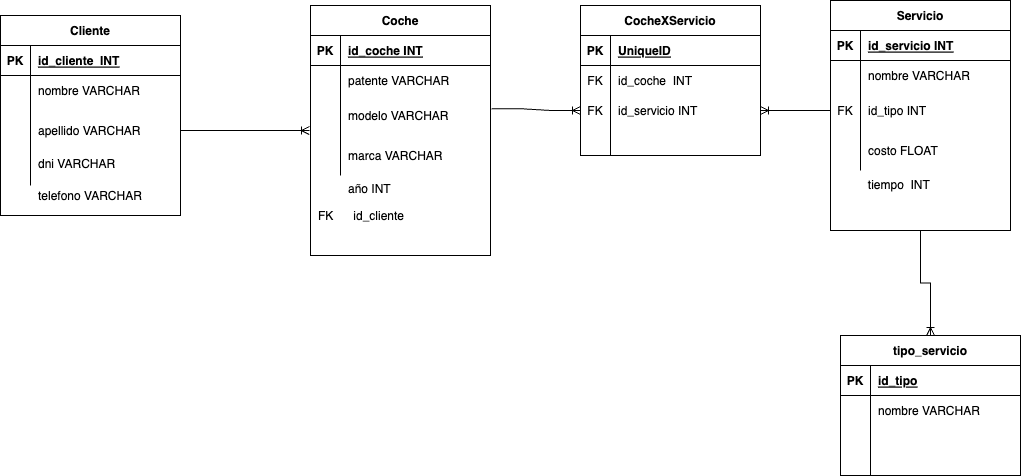 Cliente
PK id_cliente INT
nombre VARCHAR
apellido VARCHAR
dni VARCHAR
telefono VARCHAR
Coche
PK id_coche INT
patente VARCHAR
modelo VARCHAR
marca VARCHAR
año INT
FK id_cliente
CocheXServicio
PK UniqueID
FK id_coche INT
FK id_servicio INT
Servicio
PK id_servicio INT
nombre VARCHAR
FK id_tipo INT
costo FLOAT
tiempo INT
tipo_servicio
PK id_tipo
nombre VARCHAR